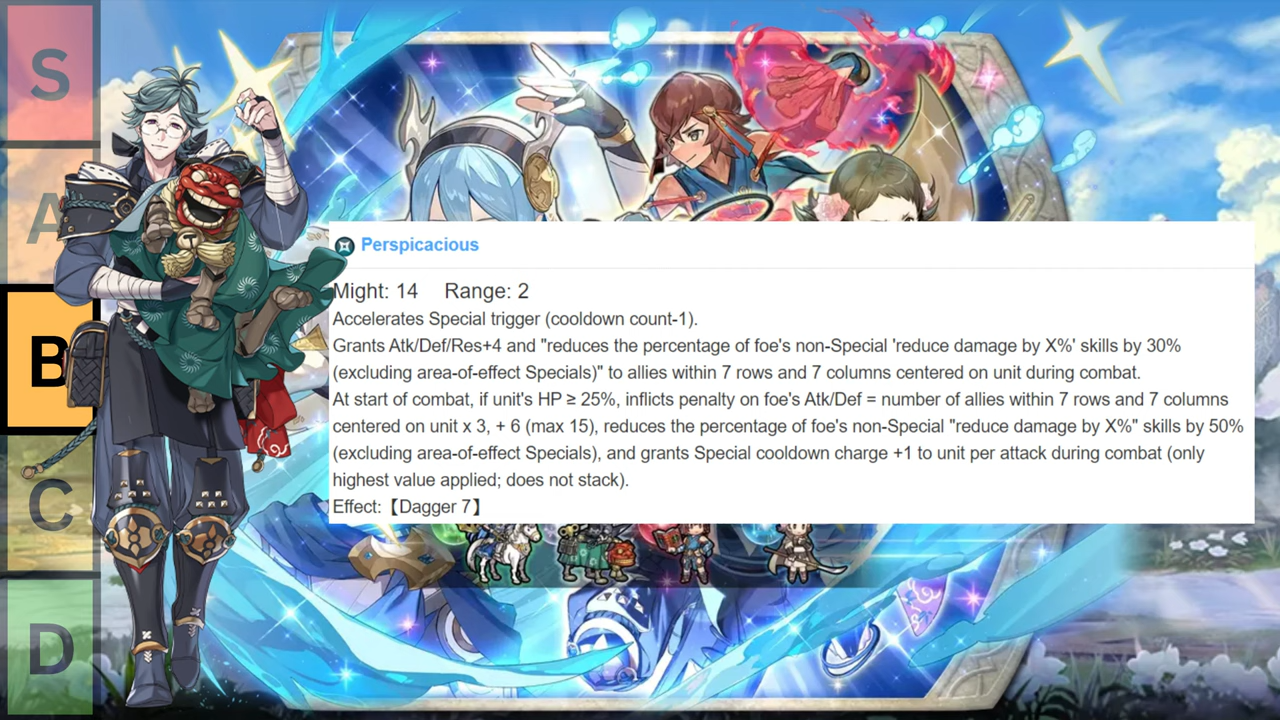 S
A
B
C
D
Perspicacious
Might: 14 Range: 2
Accelerates Special trigger (cooldown count-1).
Grants Atk/Def/Res+4 and "reduces the percentage of foe's non-Special 'reduce damage by X%' skills by 30%
(excluding area-of-effect Specials)" to allies within 7 rows and 7 columns centered on unit during combat.
At start of combat, if unit's HP ≥ 25%, inflicts penalty on foe's Atk/Def = number of allies within 7 rows and 7 columns
centered on unit x 3, + 6 (max 15), reduces the percentage of foe's non-Special "reduce damage by X%" skills by 50%
(excluding area-of-effect Specials), and grants Special cooldown charge +1 to unit per attack during combat (only
highest value applied; does not stack).
Effect:【Dagger 7】